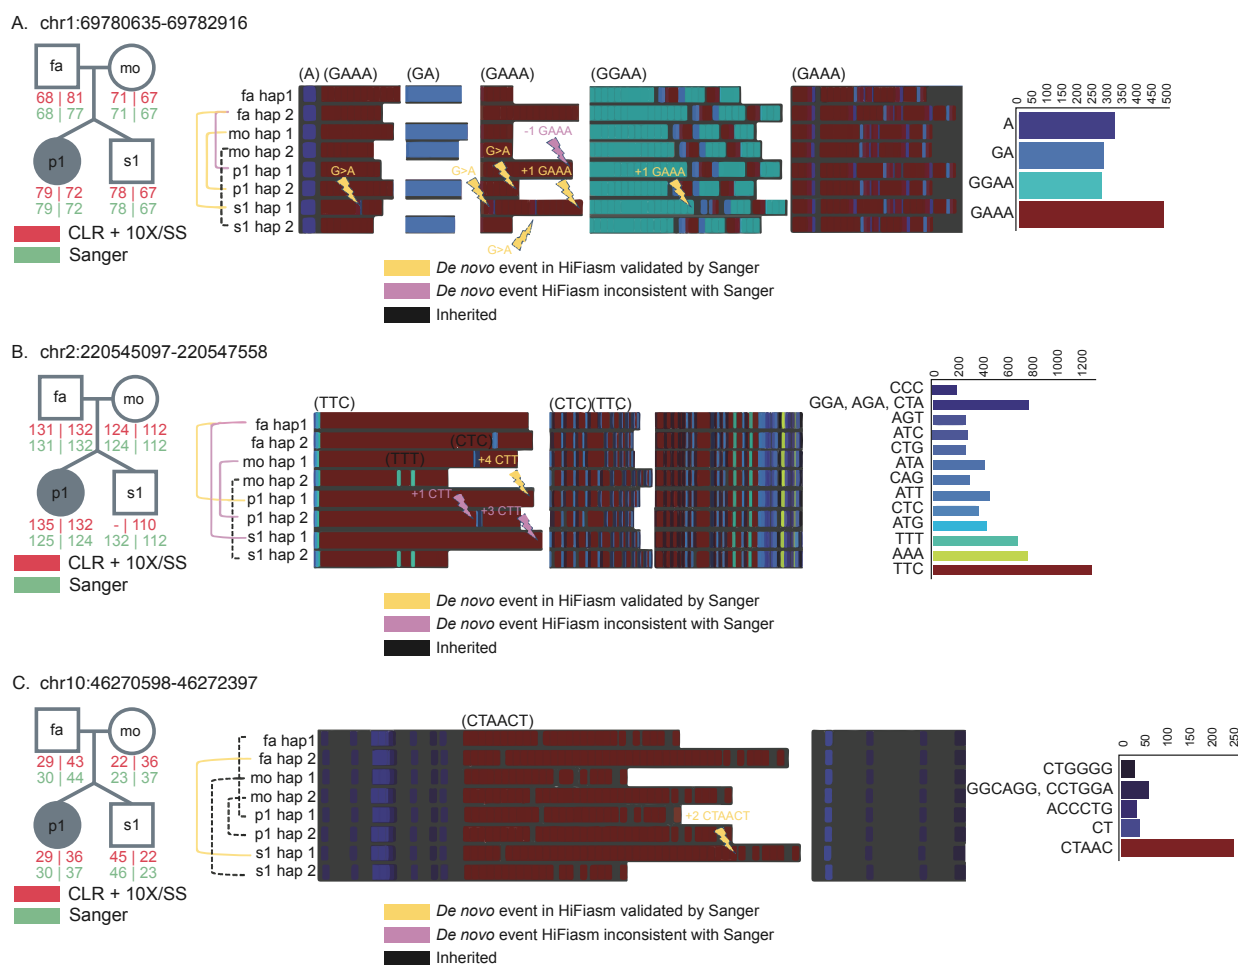 A. chr1:69780635-69782916
fa
mo
68 | 81
71 | 67
68 | 77
71 | 67
p1
s1
79 | 72
78 | 67
79 | 72
78 | 67
CLR + 10X/SS
Sanger
(A) (GAAA)
(GA)
(GAAA)
(GGAA)
(GAAA)
fa hap1
fa hap 2
mo hap 1
mo hap 2
p1 hap 1
p1 hap 2
s1 hap 1
s1 hap 2
-1 GAAA
G>A
G>A
G>A
+1 GAAA
+1 GAAA
G>A
De novo event in HiFiasm validated by Sanger
De novo event HiFiasm inconsistent with Sanger
Inherited
0 50 100 150 200 250 300 350 400 450 1500
A
GA
GGAA
GAAA
B. chr2:220545097-220547558
fa
mo
131 | 132
124 | 112
131 | 132
124 | 112
p1
s1
135 | 132
- | 110
125 | 124
132 | 112
CLR + 10X/SS
Sanger
(TTC)
(CTC)(TTC)
fa hap1
fa hap 2
mo hap 1
mo hap 2
p1 hap 1
p1 hap 2
s1 hap 1
s1 hap 2
(CTC)
(TTT)
+4 CTT
+1 CTT
+3 CTT
De novo event in HiFiasm validated by Sanger
De novo event HiFiasm inconsistent with Sanger
Inherited
0 200 400 600 800 1000 1200
CCC
GGA, AGA, CTA
AGT
ATC
CTG
ATA
CAG
ATT
CTC
ATG
TTT
AAA
TTC
C. chr10:46270598-46272397
fa
mo
29 | 43
22 | 36
30 | 44
23 | 37
p1
s1
29 | 36
45 | 22
30 | 37
46 | 23
CLR + 10X/SS
Sanger
(CTAACT)
fa hap1
fa hap 2
mo hap 1
mo hap 2
p1 hap 1
p1 hap 2
s1 hap 1
s1 hap 2
+2 CTAACT
De novo event in HiFiasm validated by Sanger
De novo event HiFiasm inconsistent with Sanger
Inherited
0 50 100 150 200 250
CTGGGG
GGCAGG, CCTGGA
ACCCTG
CT
CTAAC